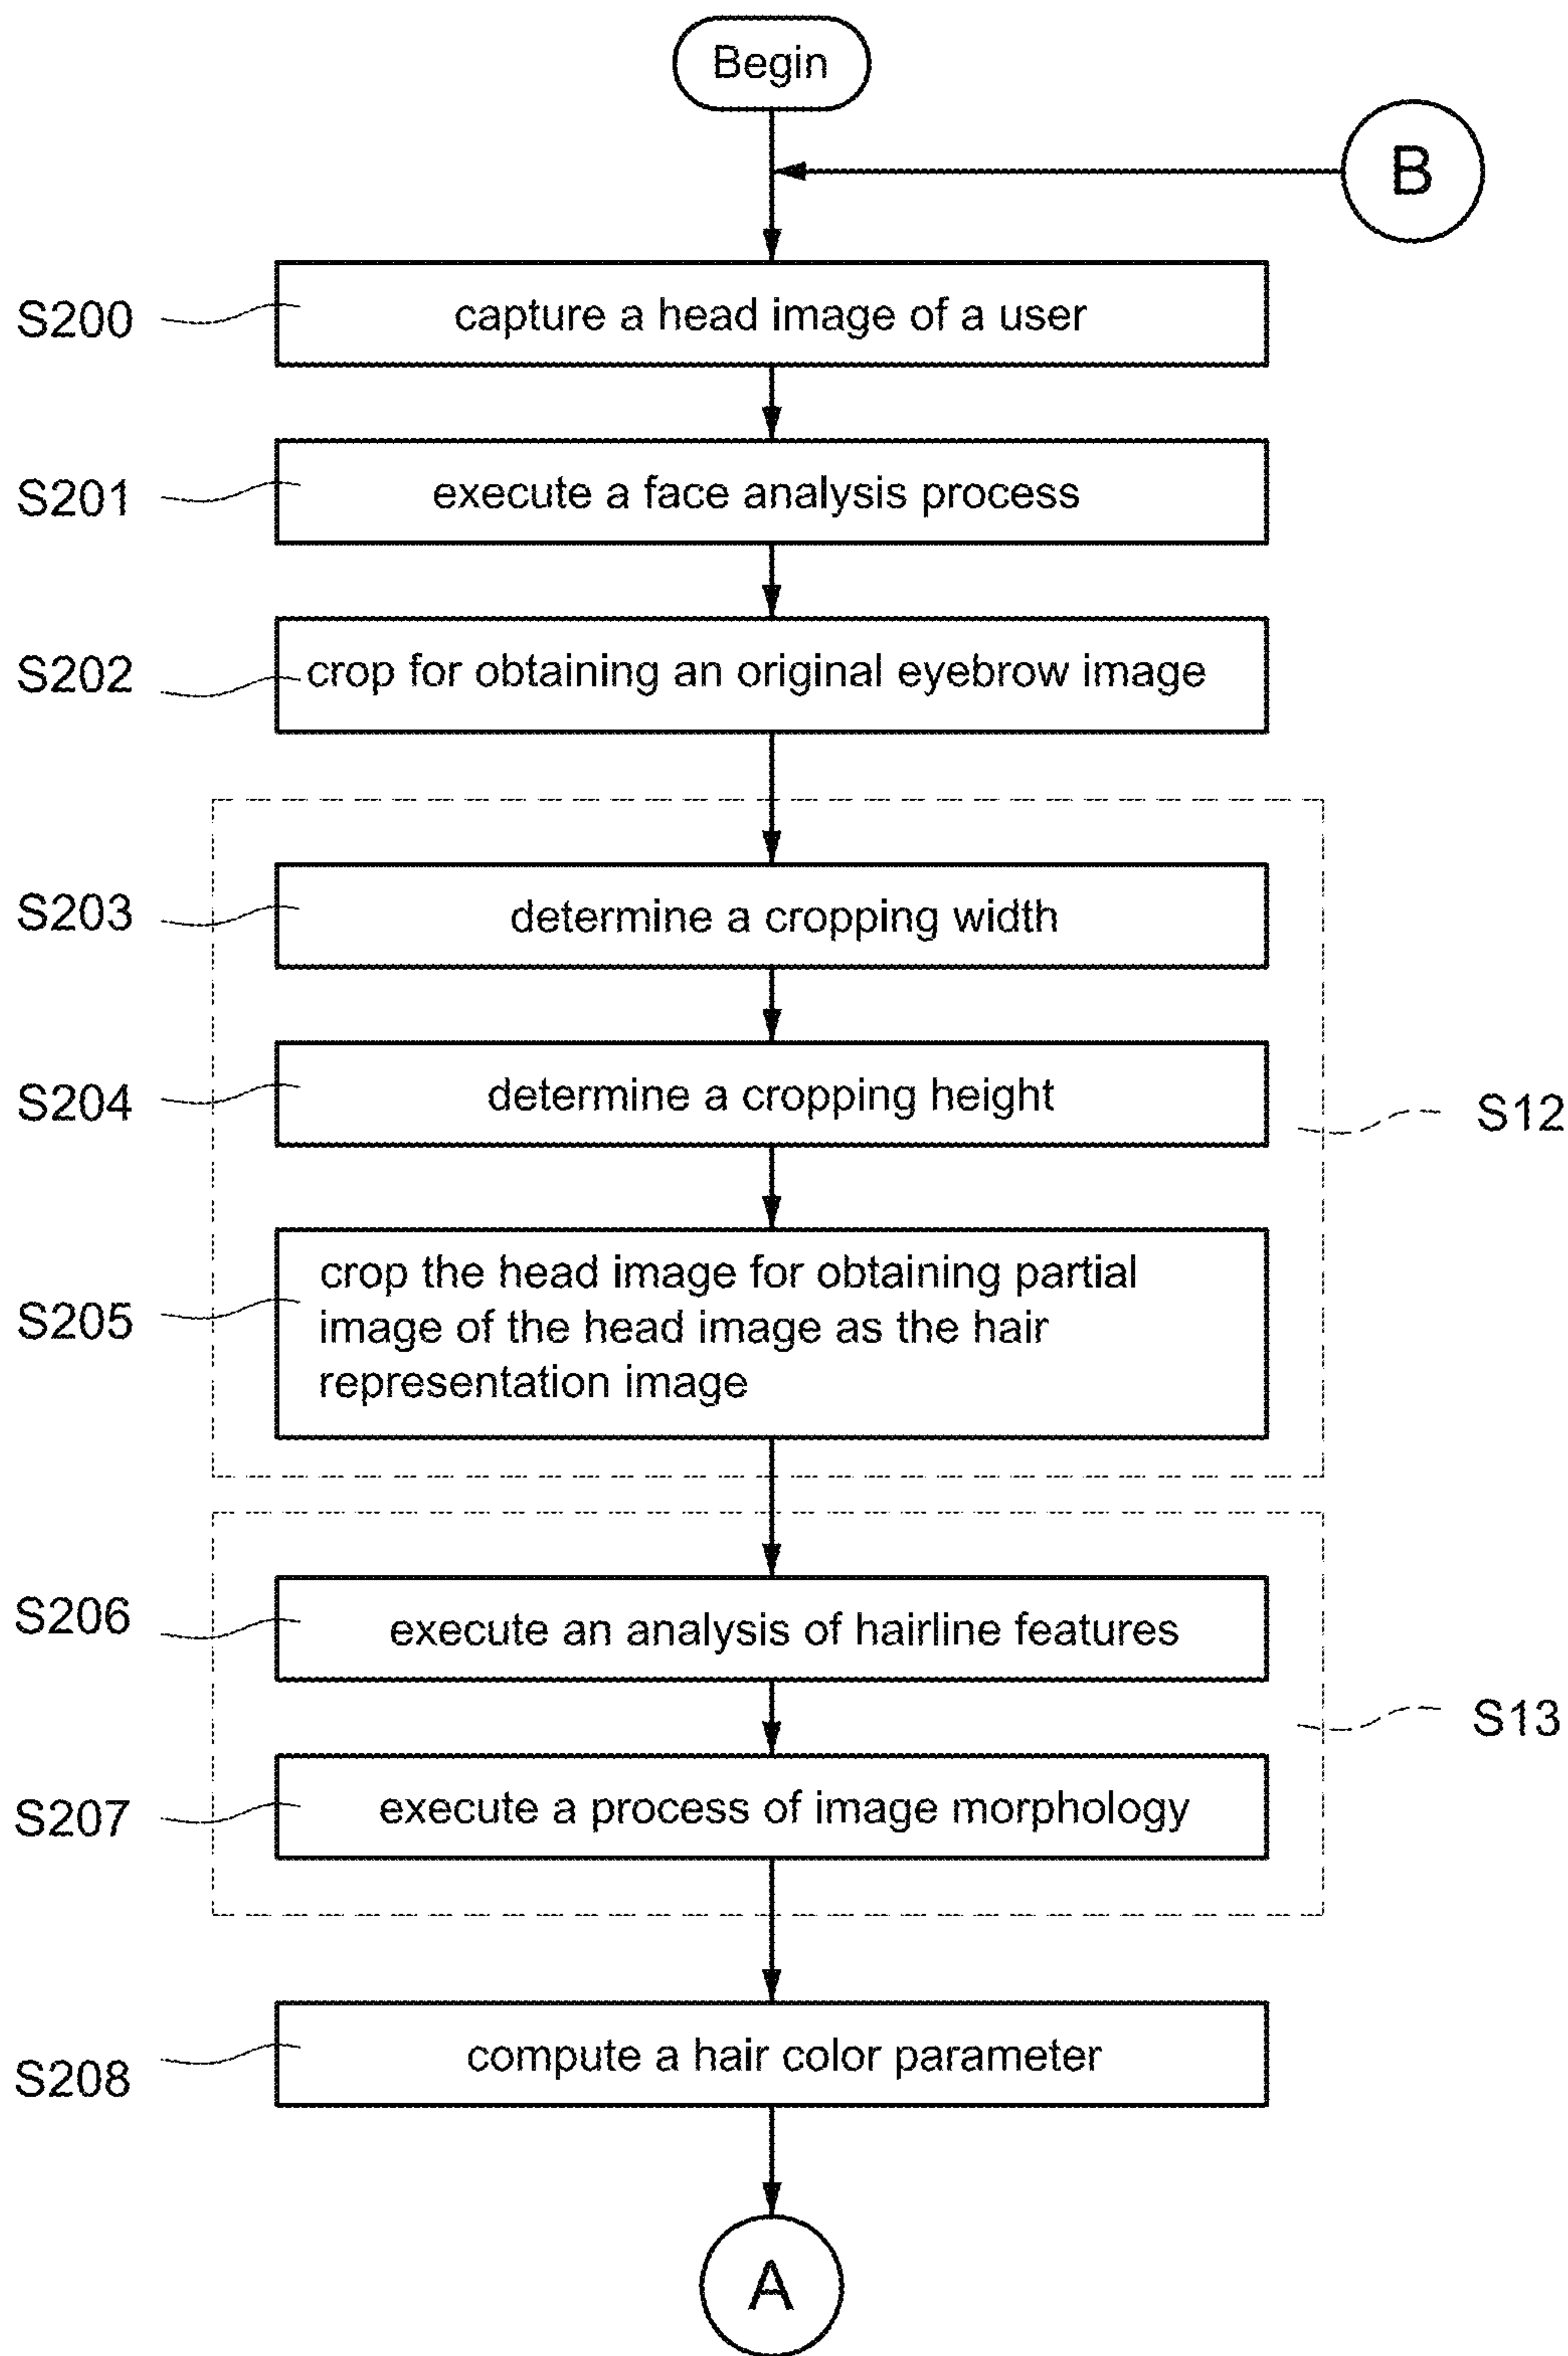 Begin
B
S200
capture a head image of a user
S201
execute a face analysis process
S202
crop for obtaining an original eyebrow image
S203
determine a cropping width
S204
determine a cropping height
S12
S205
crop the head image for obtaining partial
image of the head image as the hair
representation image
S206
execute an analysis of hairline features
S13
S207
execute a process of image morphology
S208
compute a hair color parameter
A